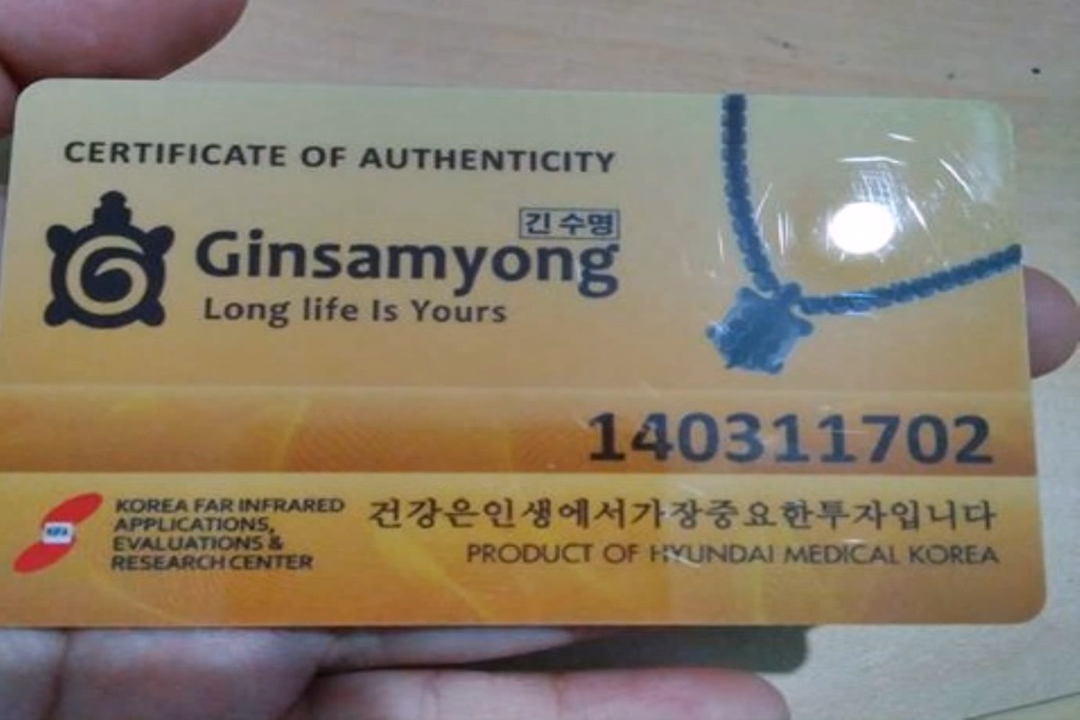 CERTIFICATE OF AUTHENTICITY
긴 수명
Ginsamyong
Long life Is Yours
140311702
KOREA FAR INFRARED
APPLICATIONS,
EVALUATIONS &
RESEARCH CENTER
건강은인생에서가장중요한투자입니다
PRODUCT OF HYUNDAI MEDICAL KOREA